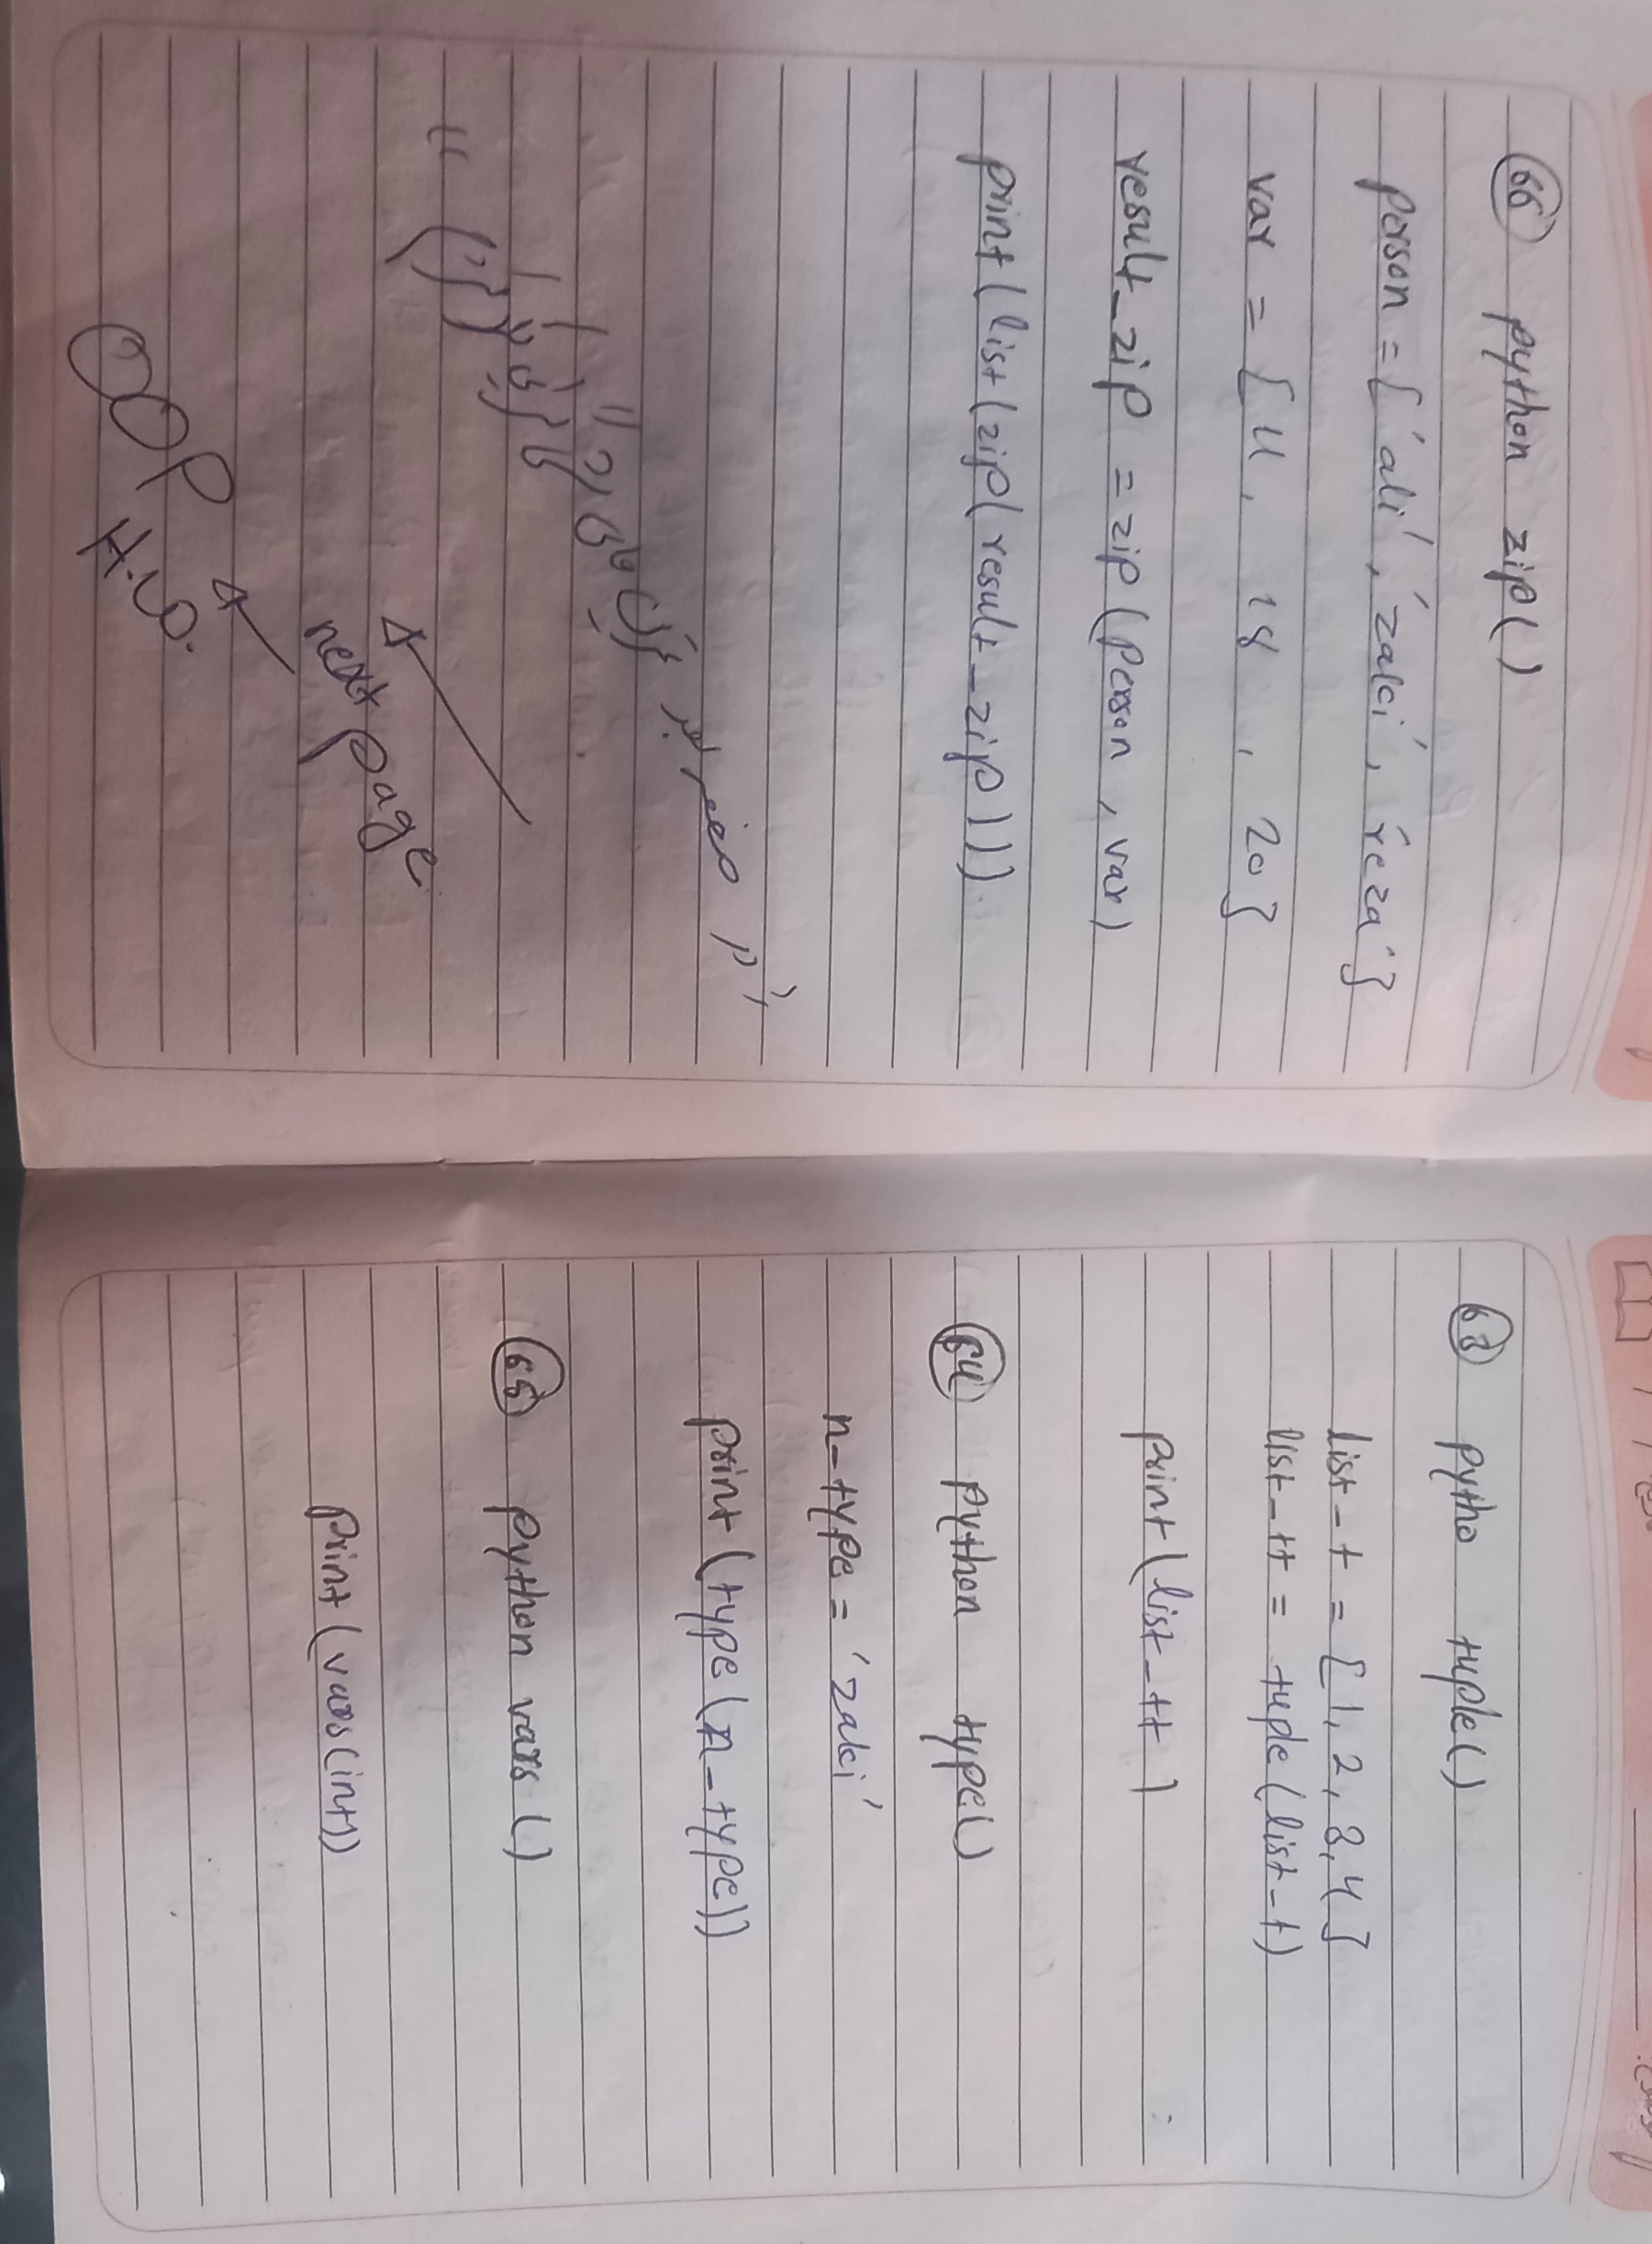 66 python zip()
person = ['ali', 'zaki', 'reza']
var = [11, 18, 20]
result_zip = zip(person, var)
print(list(zip(result_zip)))
next page
OOP
H.W.
63 pytho tuple()
list_t = [1, 2, 3, 4]
list_tt = tuple(list_t)
print(list_tt)
64 python type()
n_type = 'zaki'
print(type(n_type))
65 python vars()
print(vars(int))